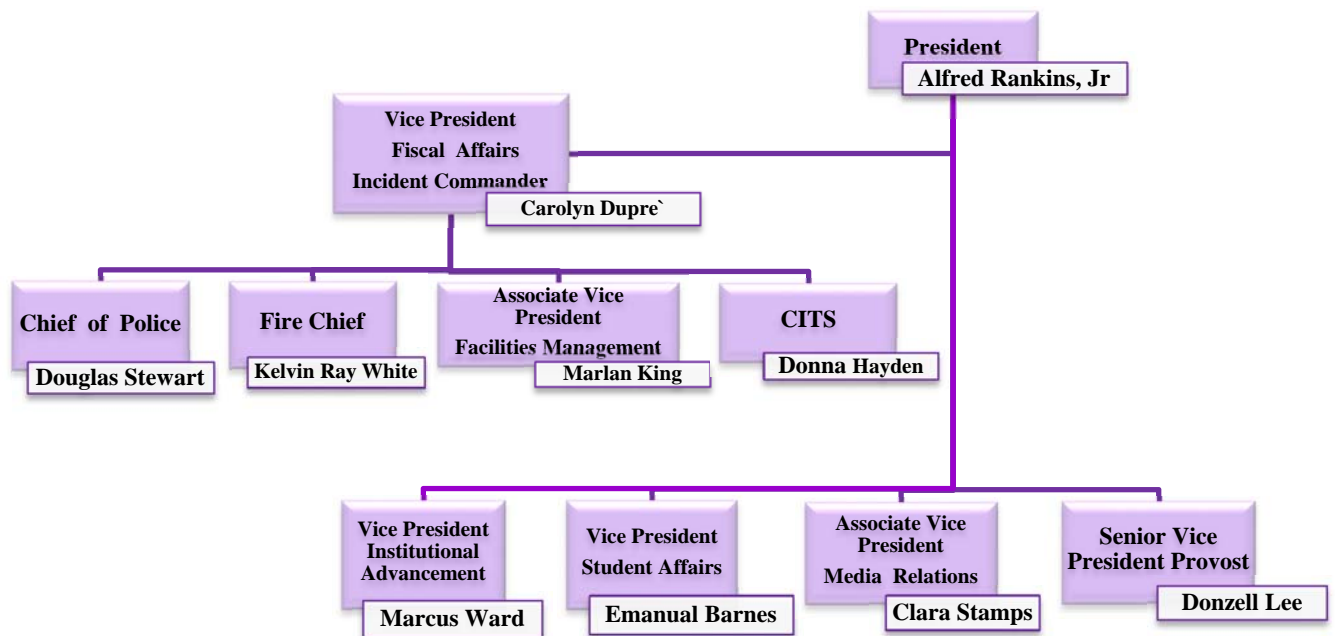 President
Alfred Rankins, Jr
Vice President
Fiscal Affairs
Incident Commander
Carolyn Dupre`
Chief of Police
Douglas Stewart
Fire Chief
Kelvin Ray White
Associate Vice
President
Facilities Management
Marlan King
CITS
Donna Hayden
Vice President
Institutional
Advancement
Marcus Ward
Vice President
Student Affairs
Emanual Barnes
Associate Vice
President
Media Relations
Clara Stamps
Senior Vice
President Provost
Donzell Lee